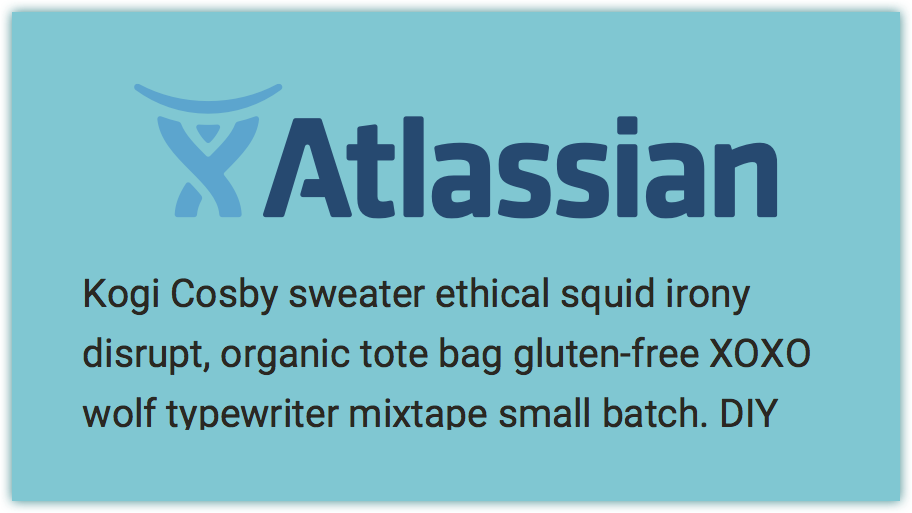 Atlassian
Kogi Cosby sweater ethical squid irony
disrupt, organic tote bag gluten-free XOXO
wolf typewriter mixtape small batch. DIY